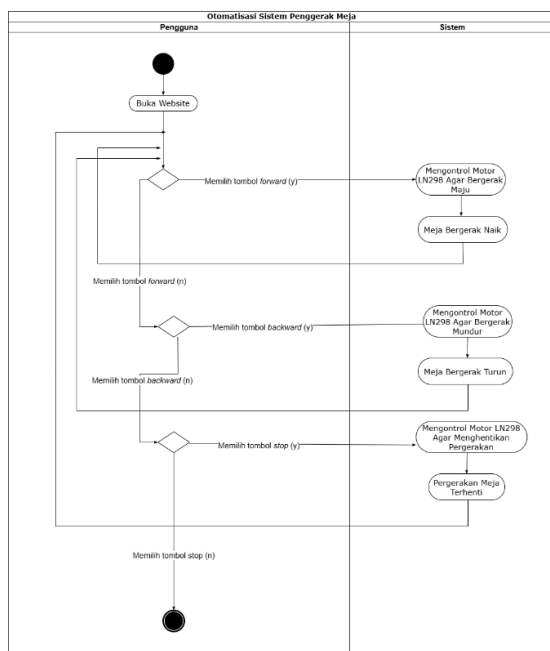 Otomatisasi Sistem Penggerak Meja
Pengguna
Sistem
Buka Website
Memilih tombol forward (y)
Mengontrol Motor
LN298 Agar Bergerak
Maju
Meja Bergerak Naik
Memilih tombol forward (n)
Memilih tombol backward (y)
Mengontrol Motor
LN298 Agar Bergerak
Mundur
Meja Bergerak Turun
Memilih tombol backward (n)
Memilih tombol stop (y)
Mengontrol Motor LN298
Agar Menghentikan
Pergerakan
Pergerakan Meja
Terhenti
Memilih tombol stop (n)